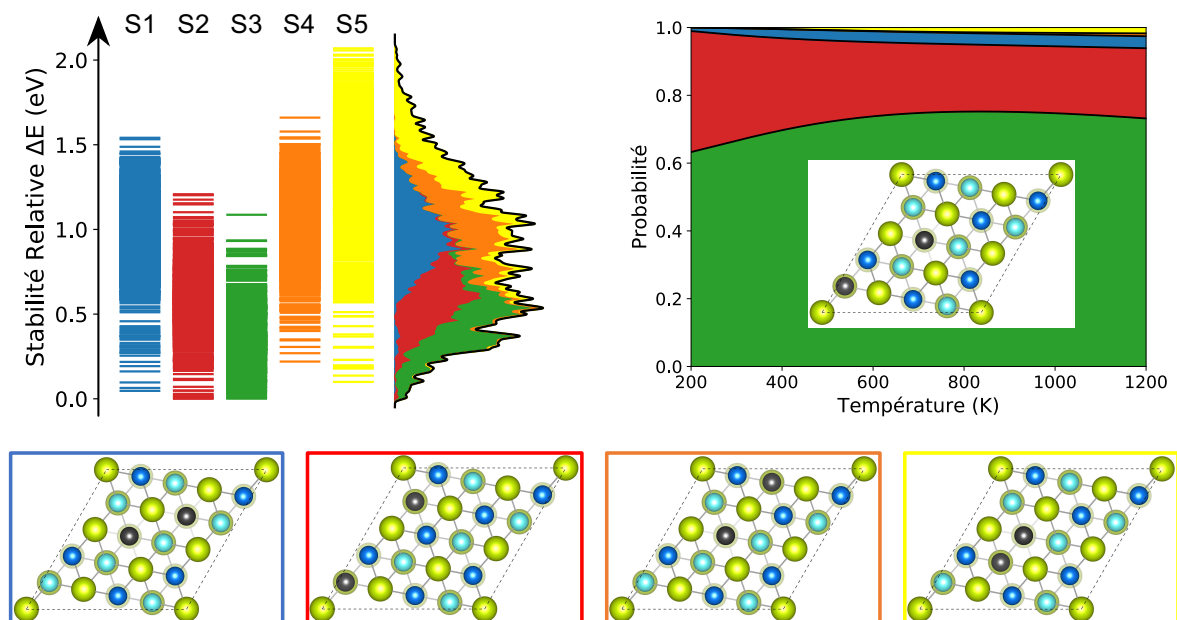 S1 S2 S3 S4 S5
Stabilité Relative ΔE (eV)
2.0
1.5
1.0
0.5
0.0
Probabilité
1.0
0.8
0.6
0.4
0.2
0.0
200 400 600 800 1000 1200
Température (K)